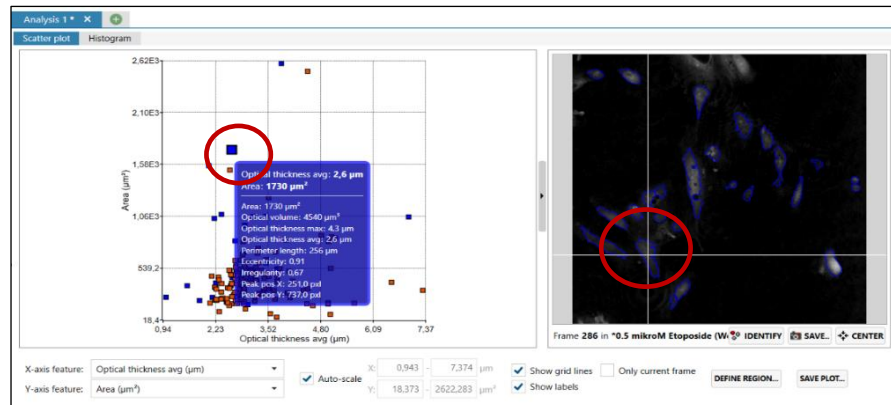 Analysis 1 * ×
Scatter plot Histogram
2,62E3
2,10E3
1,58E3
1,06E3
539,2
18,4
Area (µm²)
0,94 2,23 3,52 4,80 6,09 7,37
Optical thickness avg (µm)
Optical thickness avg: 2,6 µm
Area: 1730 µm²
Area: 1730 µm²
Optical volume: 4540 µm³
Optical thickness max: 4,3 µm
Optical thickness avg: 2,6 µm
Perimeter length: 256 µm
Eccentricity: 0,91
Irregularity: 0,67
Peak pos X: 251,0 pxl
Peak pos Y: 737,0 pxl
Frame 286 in "0.5 mikroM Etoposide (We IDENTIFY SAVE.. CENTER
X-axis feature: Optical thickness avg (µm)
Y-axis feature: Area (µm²)
Auto-scale
X: 0,943 - 7,374 µm
Y: 18,373 - 2622,283 µm²
Show grid lines Only current frame
Show labels
DEFINE REGION... SAVE PLOT...